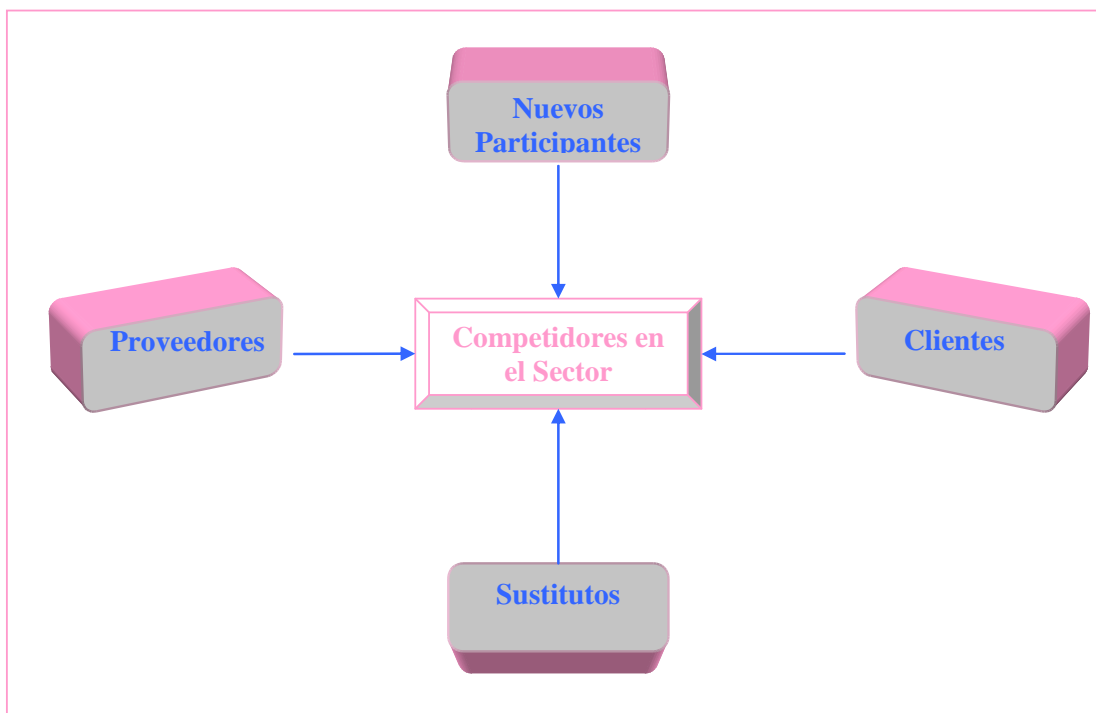 Nuevos
Participantes
Proveedores
Competidores en
el Sector
Clientes
Sustitutos